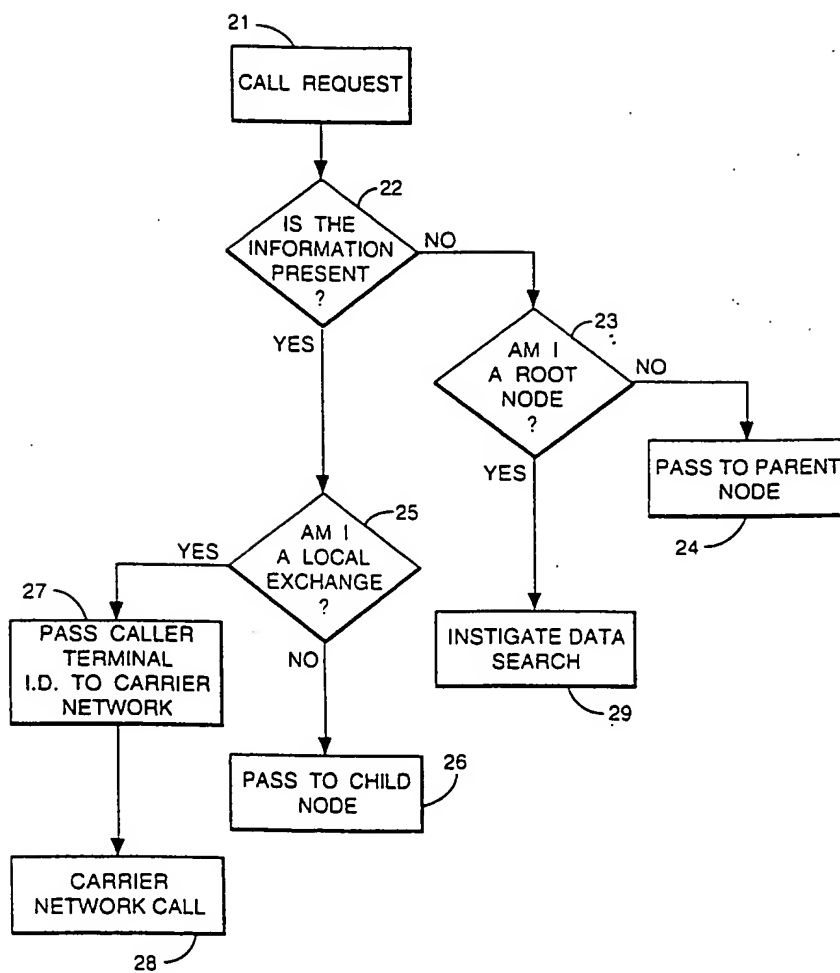 21
CALL REQUEST
22
IS THE
INFORMATION
PRESENT
?
NO
YES
23
AM I
A ROOT
NODE
?
NO
YES
PASS TO PARENT
NODE
24
25
AM I
A LOCAL
EXCHANGE
?
YES
NO
27
PASS CALLER
TERMINAL
I.D. TO CARRIER
NETWORK
INSTIGATE DATA
SEARCH
29
PASS TO CHILD
NODE
26
CARRIER
NETWORK CALL
28